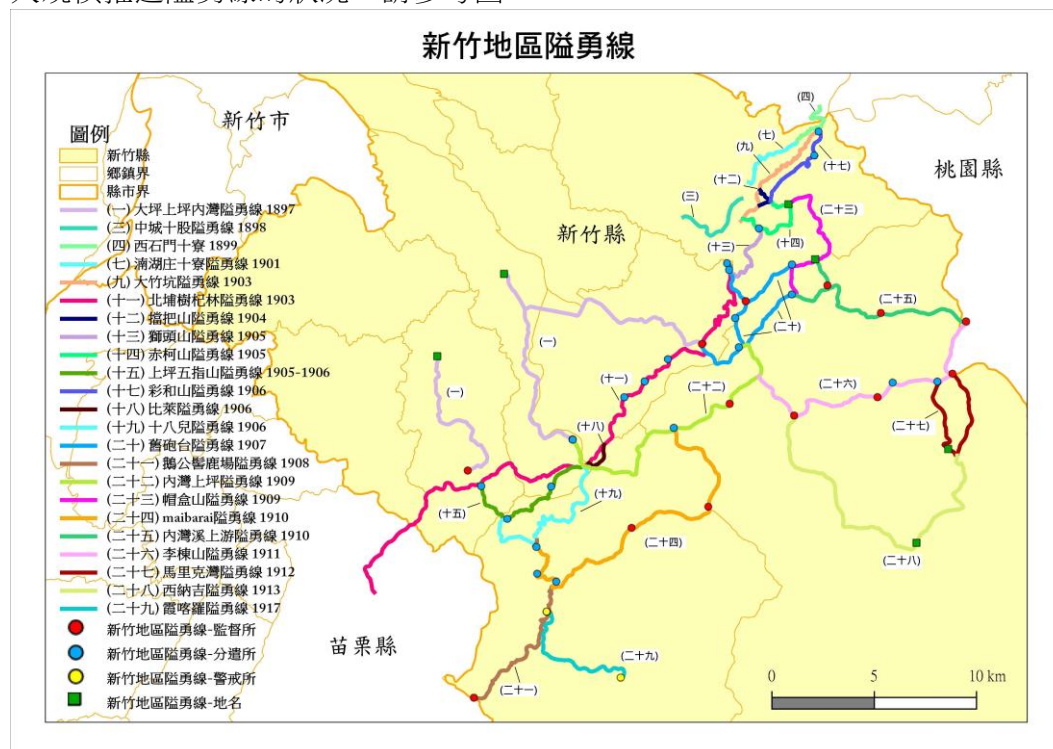 新竹地區隘勇線
圖例
新竹縣
鄉鎮界
縣市界
(一) 大坪上坪內灣隘勇線 1897
(三) 中城十股隘勇線 1898
(四) 西石門十寮 1899
(七) 湳湖庄十寮隘勇線 1901
(九) 大竹坑隘勇線 1903
(十一) 北埔樹杞林隘勇線 1903
(十二) 擋把山隘勇線 1904
(十三) 獅頭山隘勇線 1905
(十四) 赤柯山隘勇線 1905
(十五) 上坪五指山隘勇線 1905-1906
(十七) 彩和山隘勇線 1906
(十八) 比萊隘勇線 1906
(十九) 十八兒隘勇線 1906
(二十) 舊砲台隘勇線 1907
(二十一) 鵝公髻鹿場隘勇線 1908
(二十二) 內灣上坪隘勇線 1909
(二十三) 帽盒山隘勇線 1909
(二十四) maibarai隘勇線 1910
(二十五) 內灣溪上游隘勇線 1910
(二十六) 李棟山隘勇線 1911
(二十七) 馬里克灣隘勇線 1912
(二十八) 西納吉隘勇線 1913
(二十九) 霞喀羅隘勇線 1917
新竹地區隘勇線-監督所
新竹地區隘勇線-分遣所
新竹地區隘勇線-警戒所
新竹地區隘勇線-地名
新竹市
新竹縣
桃園縣
苗栗縣
(四)
(七)
(九)
(十七)
(十二)
(三)
(二十三)
(十三)
(十四)
(二十五)
(二十)
(一)
(一)
(十一)
(二十二)
(二十六)
(二十七)
(十八)
(十九)
(十五)
(二十四)
(二十八)
(二十九)
(二十一)
0 5 10 km